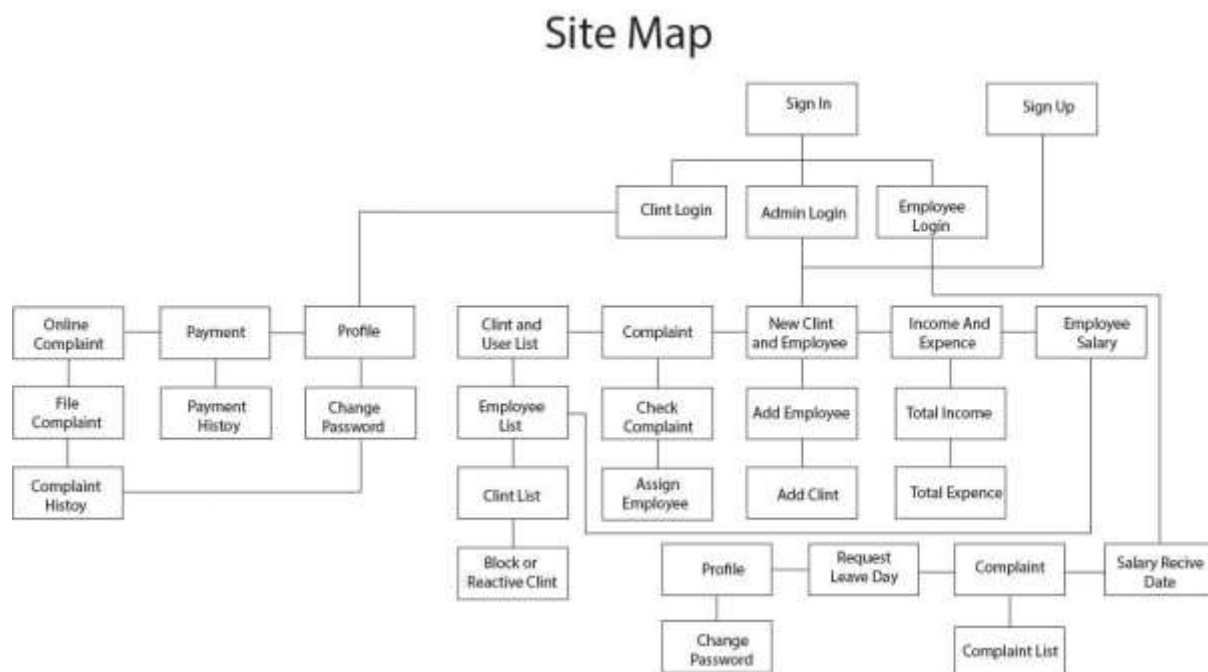 Site Map
Sign In
Sign Up
Clint Login
Admin Login
Employee
Login
Online
Complaint
Payment
Profile
Clint and
User List
Complaint
New Clint
and Employee
Income And
Expence
Employee
Salary
File
Complaint
Payment
Histoy
Change
Password
Employee
List
Check
Complaint
Add Employee
Total Income
Complaint
Histoy
Clint List
Assign
Employee
Add Clint
Total Expence
Block or
Reactive Clint
Profile
Request
Leave Day
Complaint
Salary Recive
Date
Change
Password
Complaint List